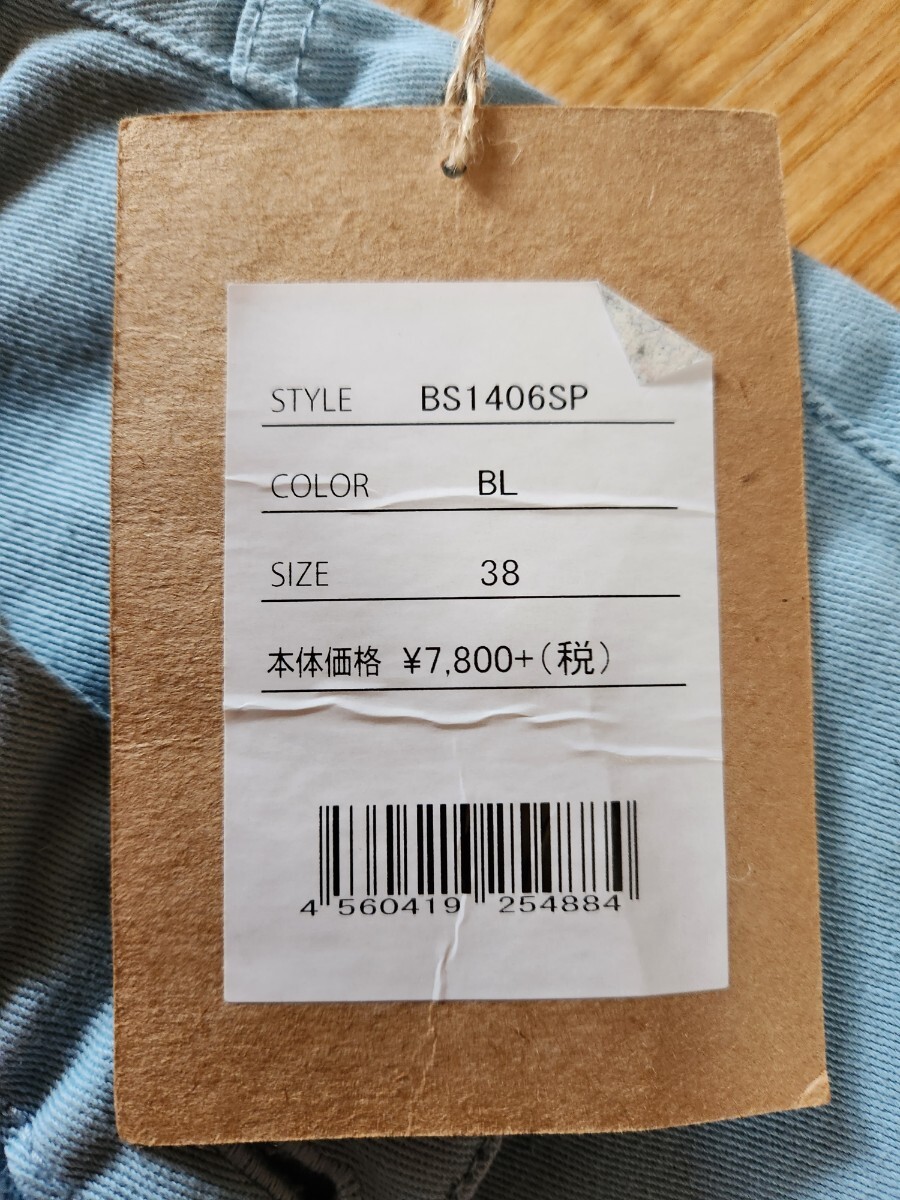 STYLE BS1406SP
COLOR BL
SIZE 38
本体価格 ¥7,800+(税)
4 560419 254884